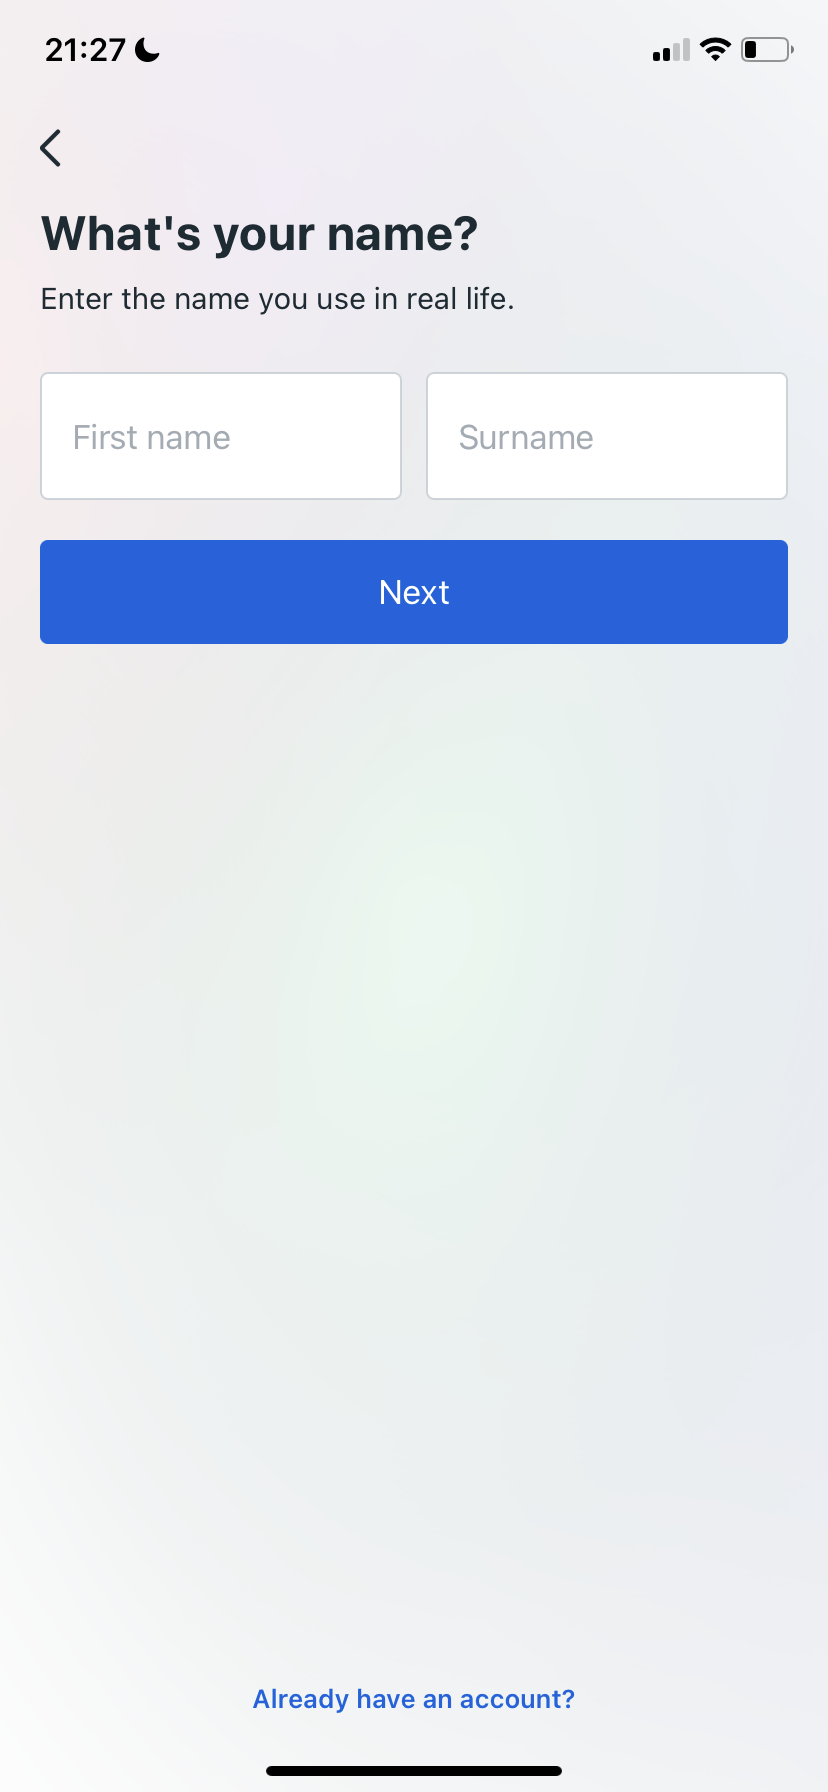 21:27
What's your name?
Enter the name you use in real life.
First name
Surname
Next
Already have an account?